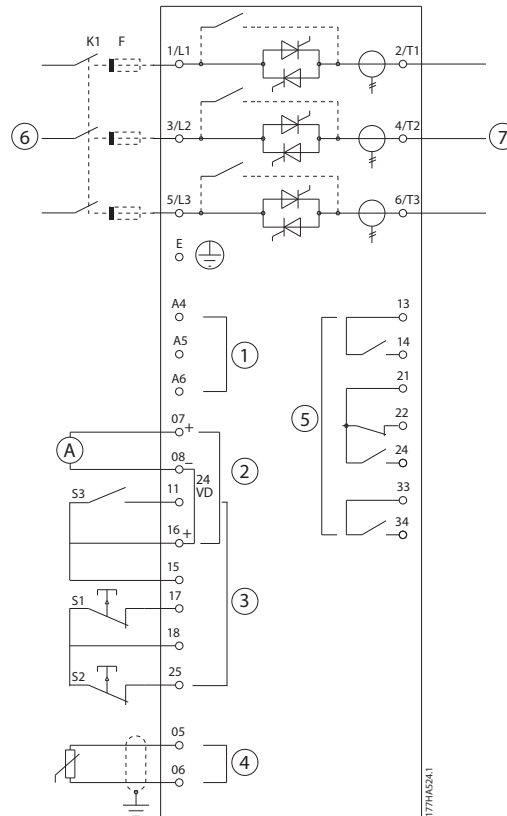 K1 F 1/L1 2/T1
6 3/L2 4/T2 7
5/L3 6/T3
E
A4 13
A5 1 14
A6 21
5 22
07 +
A 08 − 2 24
24 VD
S3 11 33
16 + 34
15
S1 17 3
18
S2 25
05
4
06
177HA524.1